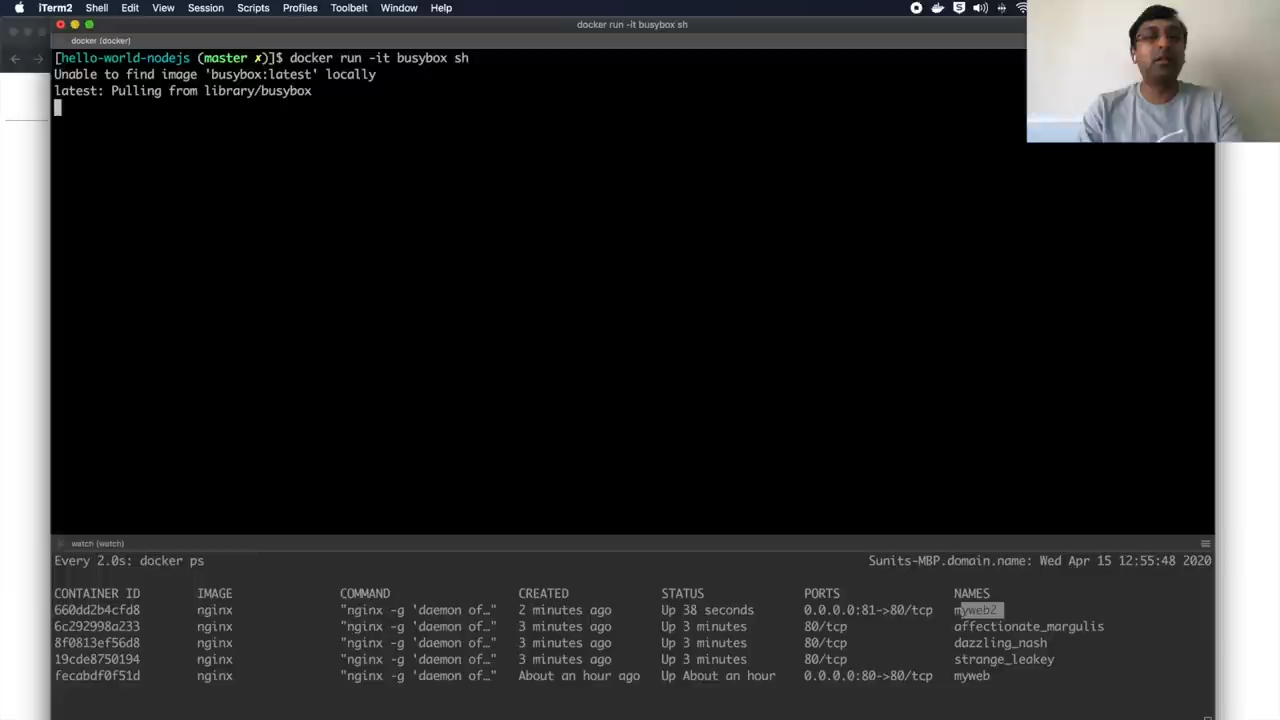 iTerm2 Shell Edit View Session Scripts Profiles Toolbelt Window Help
docker run -it busybox sh
docker (docker)
[hello-world-nodejs (master ✗)]$ docker run -it busybox sh
Unable to find image 'busybox:latest' locally
latest: Pulling from library/busybox
watch (watch)
Every 2.0s: docker ps Sunits-MBP.domain.name: Wed Apr 15 12:55:48 2020
CONTAINER ID IMAGE COMMAND CREATED STATUS PORTS NAMES
660dd2b4cfd8 nginx "nginx -g 'daemon of…" 2 minutes ago Up 38 seconds 0.0.0.0:81->80/tcp myweb2
6c292998a233 nginx "nginx -g 'daemon of…" 3 minutes ago Up 3 minutes 80/tcp affectionate_margulis
8f0813ef56d8 nginx "nginx -g 'daemon of…" 3 minutes ago Up 3 minutes 80/tcp dazzling_nash
19cde8750194 nginx "nginx -g 'daemon of…" 3 minutes ago Up 3 minutes 80/tcp strange_leakey
fecabdf0f51d nginx "nginx -g 'daemon of…" About an hour ago Up About an hour 0.0.0.0:80->80/tcp myweb